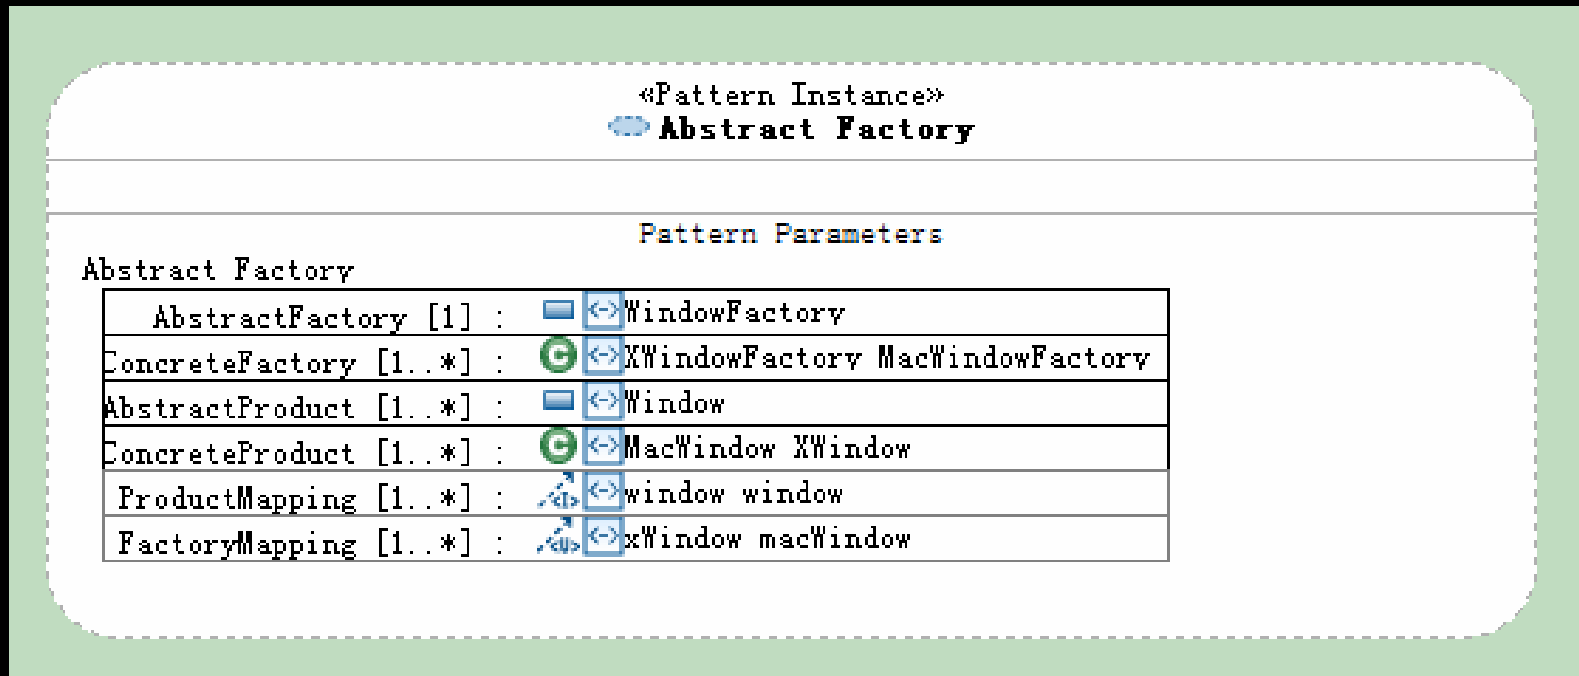 «Pattern Instance»
Abstract Factory
Pattern Parameters
Abstract Factory
AbstractFactory [1] : WindowFactory
ConcreteFactory [1..*] : XWindowFactory MacWindowFactory
AbstractProduct [1..*] : Window
ConcreteProduct [1..*] : MacWindow XWindow
ProductMapping [1..*] : window window
FactoryMapping [1..*] : xWindow macWindow